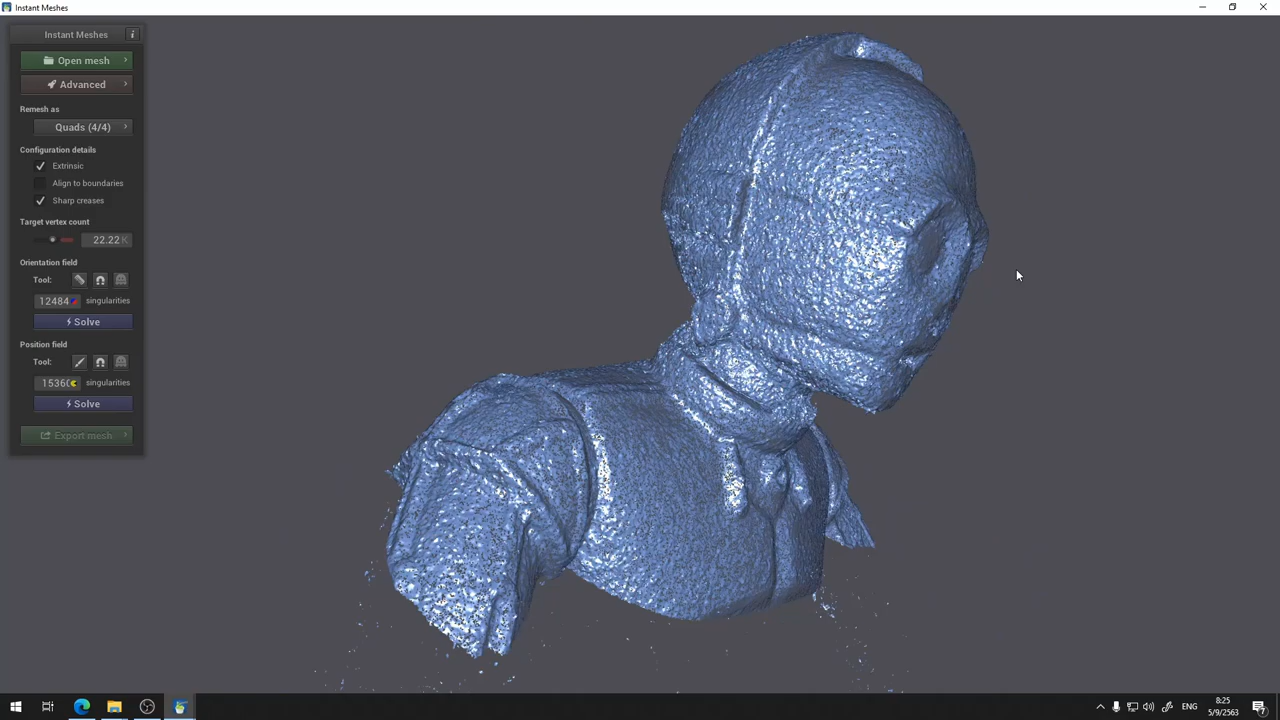 Instant Meshes
Instant Meshes i
Open mesh
Advanced
Remesh as
Quads (4/4)
Configuration details
Extrinsic
Align to boundaries
Sharp creases
Target vertex count
22.22 K
Orientation field
Tool:
12484 singularities
Solve
Position field
Tool:
1536 singularities
Solve
Export mesh
ENG
8:25
5/9/2563